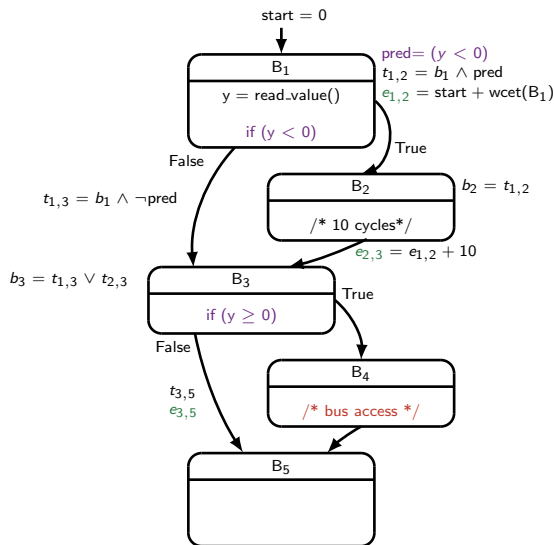 start = 0
pred= (y < 0)
B1
t1,2 = b1 ∧ pred
y = read_value()
e1,2 = start + wcet(B1)
if (y < 0)
False
True
B2
b2 = t1,2
t1,3 = b1 ∧ ¬pred
/* 10 cycles*/
e2,3 = e1,2 + 10
b3 = t1,3 ∨ t2,3
B3
True
if (y ≥ 0)
False
B4
t3,5
e3,5
/* bus access */
B5